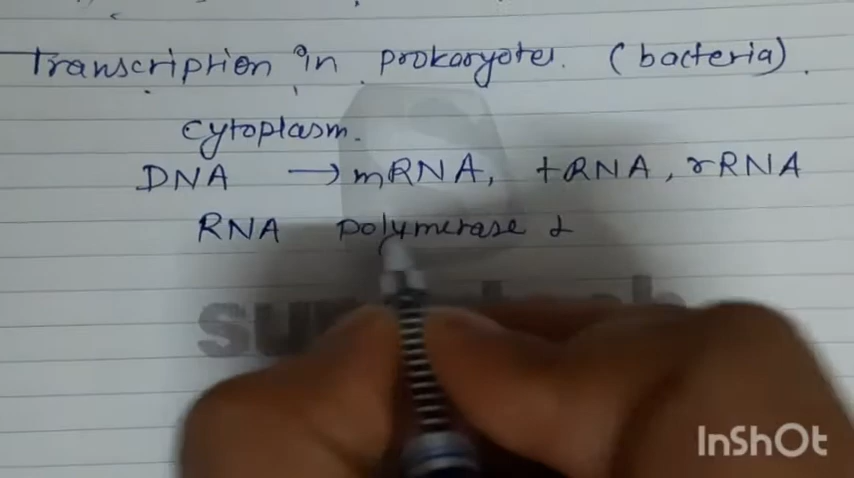 Transcription in prokaryotes. (bacteria).
cytoplasm.
DNA → mRNA, tRNA, rRNA
RNA polymerase &
InShOt